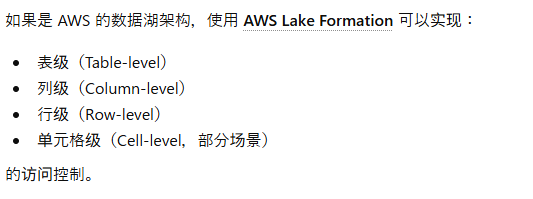 如果是 AWS 的数据湖架构，使用 AWS Lake Formation 可以实现：
• 表级（Table-level）
• 列级（Column-level）
• 行级（Row-level）
• 单元格级（Cell-level，部分场景）
的访问控制。